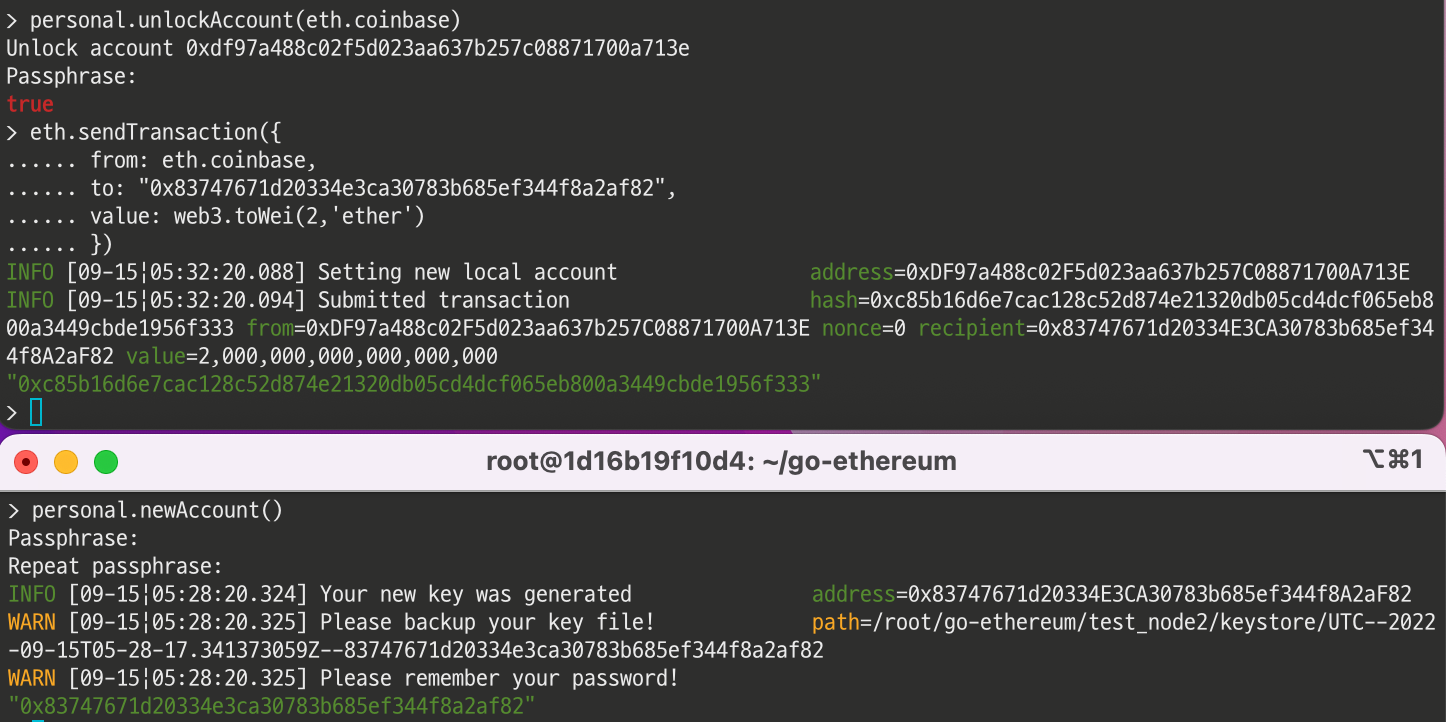 > personal.unlockAccount(eth.coinbase)
Unlock account 0xdf97a488c02f5d023aa637b257c08871700a713e
Passphrase:
true
> eth.sendTransaction({
...... from: eth.coinbase,
...... to: "0x83747671d20334e3ca30783b685ef344f8a2af82",
...... value: web3.toWei(2,'ether')
...... })
INFO [09-15|05:32:20.088] Setting new local account address=0xDF97a488c02F5d023aa637b257C08871700A713E
INFO [09-15|05:32:20.094] Submitted transaction hash=0xc85b16d6e7cac128c52d874e21320db05cd4dcf065eb8
00a3449cbde1956f333 from=0xDF97a488c02F5d023aa637b257C08871700A713E nonce=0 recipient=0x83747671d20334E3CA30783b685ef34
4f8A2aF82 value=2,000,000,000,000,000,000
"0xc85b16d6e7cac128c52d874e21320db05cd4dcf065eb800a3449cbde1956f333"
>
root@1d16b19f10d4: ~/go-ethereum ⌥⌘1
> personal.newAccount()
Passphrase:
Repeat passphrase:
INFO [09-15|05:28:20.324] Your new key was generated address=0x83747671d20334E3CA30783b685ef344f8A2aF82
WARN [09-15|05:28:20.325] Please backup your key file! path=/root/go-ethereum/test_node2/keystore/UTC--2022
-09-15T05-28-17.341373059Z--83747671d20334e3ca30783b685ef344f8a2af82
WARN [09-15|05:28:20.325] Please remember your password!
"0x83747671d20334e3ca30783b685ef344f8a2af82"